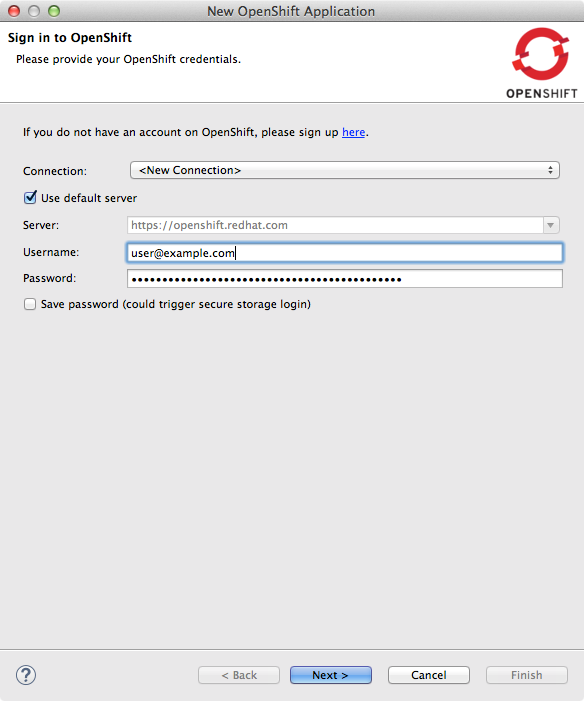 New OpenShift Application
Sign in to OpenShift
Please provide your OpenShift credentials.
OPENSHIFT
If you do not have an account on OpenShift, please sign up here.
Connection: <New Connection>
Use default server
Server: https://openshift.redhat.com
Username: user@example.com
Password: ••••••••••••••••••••••••••••••••••••••••••••
Save password (could trigger secure storage login)
? < Back Next > Cancel Finish